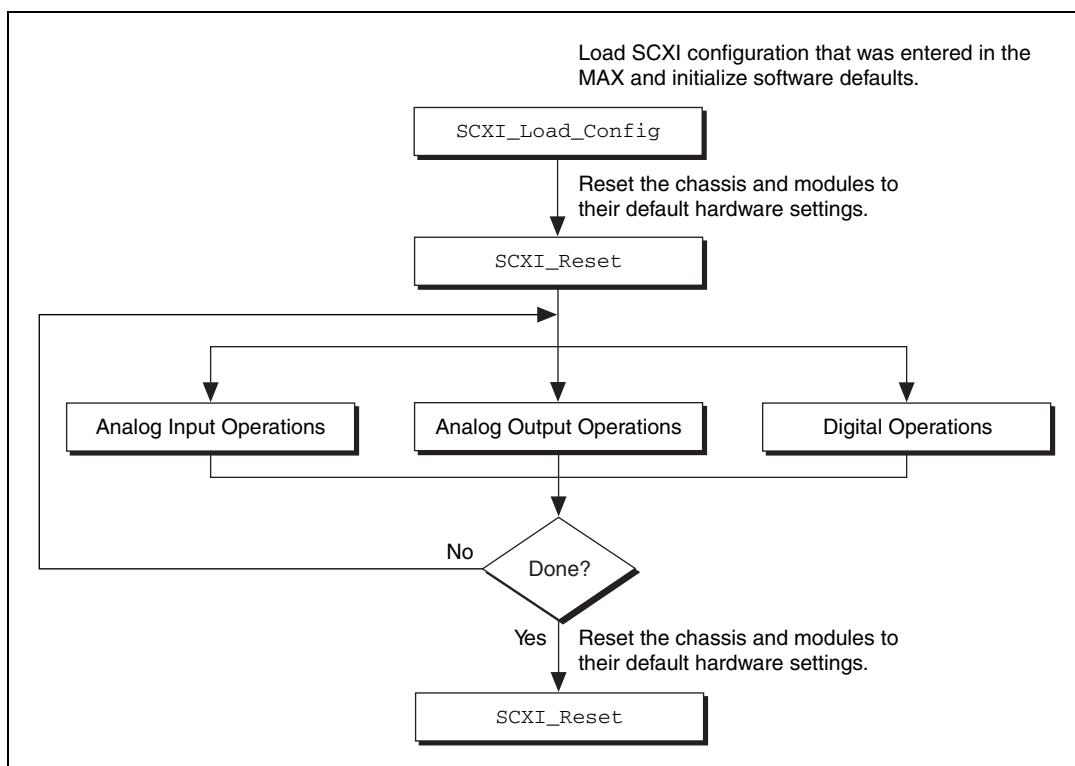 Load SCXI configuration that was entered in the
MAX and initialize software defaults.
SCXI_Load_Config
Reset the chassis and modules to
their default hardware settings.
SCXI_Reset
Analog Input Operations
Analog Output Operations
Digital Operations
No
Done?
Yes
Reset the chassis and modules to
their default hardware settings.
SCXI_Reset